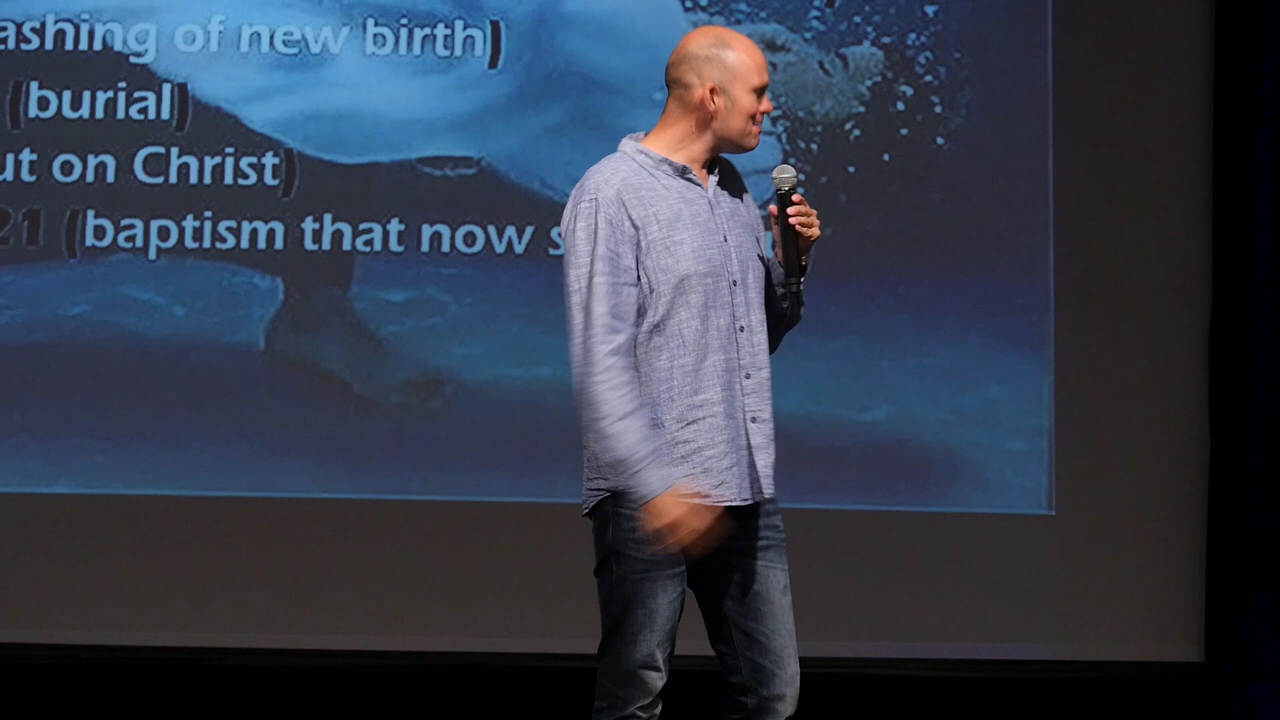 ashing of new birth)
(burial)
ut on Christ)
21 (baptism that now s